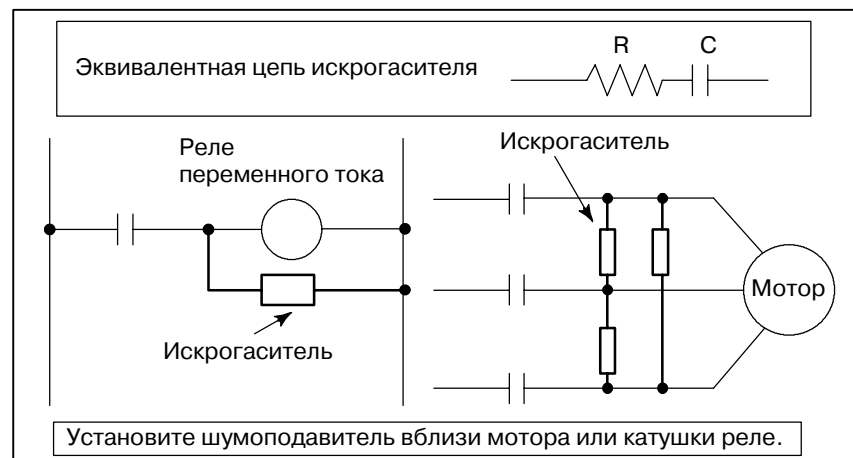 Эквивалентная цепь искрогасителя
R
C
Реле
переменного тока
Искрогаситель
Искрогаситель
Мотор
Установите шумоподавитель вблизи мотора или катушки реле.